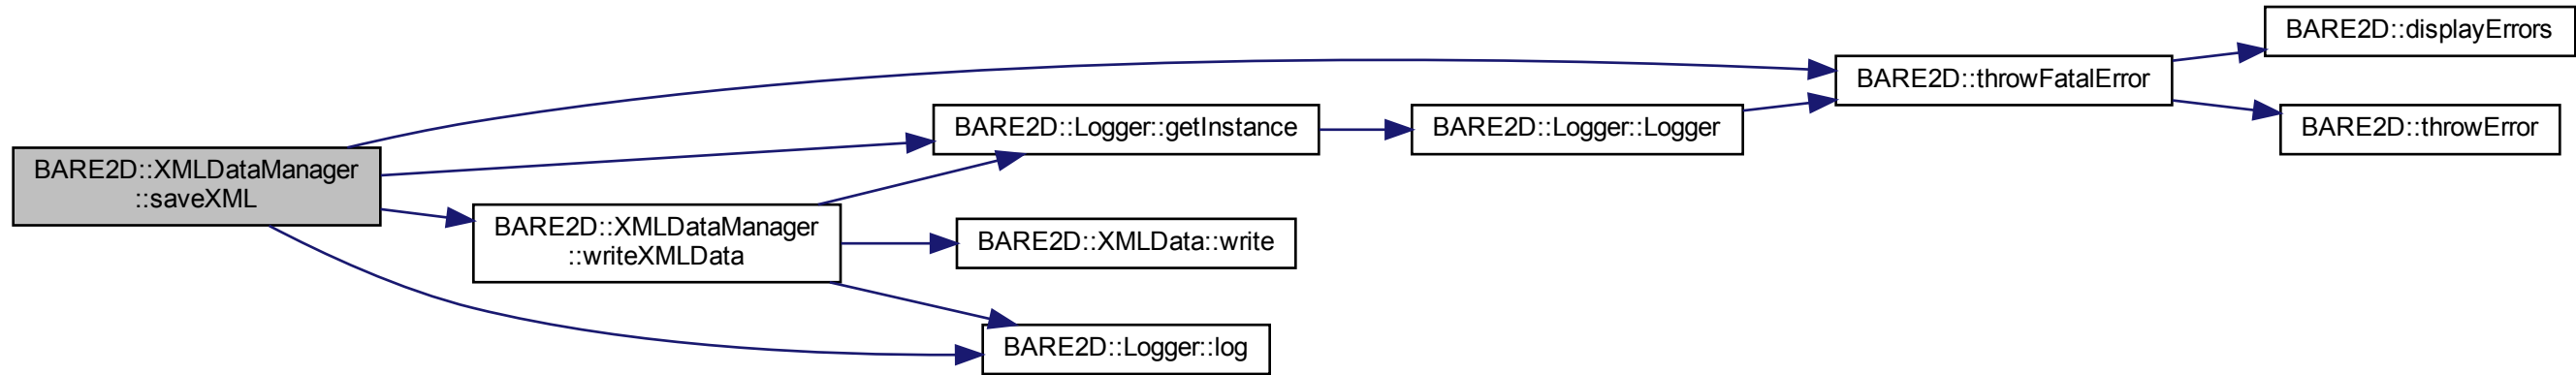 BARE2D::XMLDataManager
::saveXML
BARE2D::XMLDataManager
::writeXMLData
BARE2D::Logger::getInstance
BARE2D::XMLData::write
BARE2D::Logger::log
BARE2D::Logger::Logger
BARE2D::throwFatalError
BARE2D::displayErrors
BARE2D::throwError